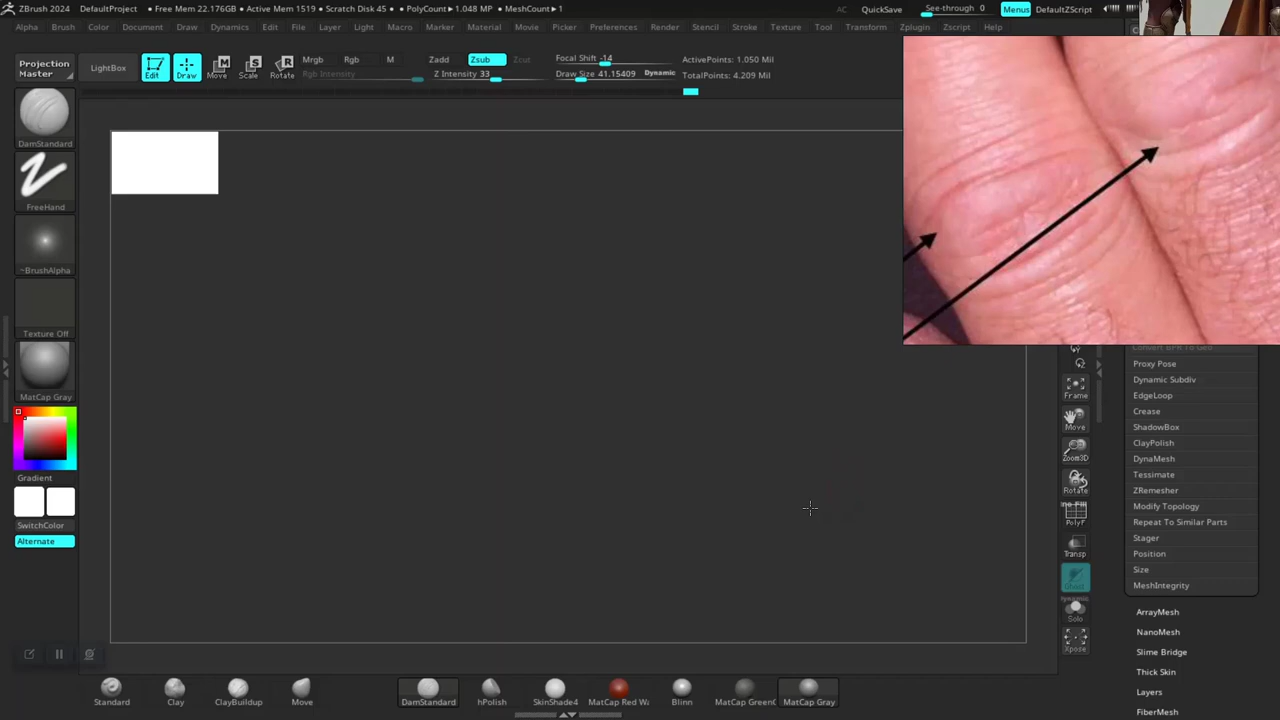 ZBrush 2024 DefaultProject • Free Mem 22.176GB • Active Mem 1519 • Scratch Disk 45 • PolyCount▸1.048 MP • MeshCount▸1 AC QuickSave See-through 0 Menus DefaultZScript
Alpha Brush Color Document Draw Dynamics Edit File Layer Light Macro Marker Material Movie Picker Preferences Render Stencil Stroke Texture Tool Transform Zplugin Zscript Help
Projection Master
LightBox
Edit
Draw
Move
Scale
Rotate
Mrgb Rgb M
Rgb Intensity
Zadd Zsub Zcut
Z Intensity 33
Focal Shift -14
Draw Size 41.15409 Dynamic
ActivePoints: 1.050 Mil
TotalPoints: 4.209 Mil
DamStandard
FreeHand
~BrushAlpha
Texture Off
MatCap Gray
Gradient
SwitchColor
Alternate
Frame
Move
Zoom3D
Rotate
PolyF
Transp
Ghost
Dynamic
Solo
Xpose
Proxy Pose
Dynamic Subdiv
EdgeLoop
Crease
ShadowBox
ClayPolish
DynaMesh
Tessimate
ZRemesher
Modify Topology
Repeat To Similar Parts
Stager
Position
Size
MeshIntegrity
ArrayMesh
NanoMesh
Slime Bridge
Thick Skin
Layers
FiberMesh
Standard
Clay
ClayBuildup
Move
DamStandard
hPolish
SkinShade4
MatCap Red Wa
Blinn
MatCap GreenC
MatCap Gray